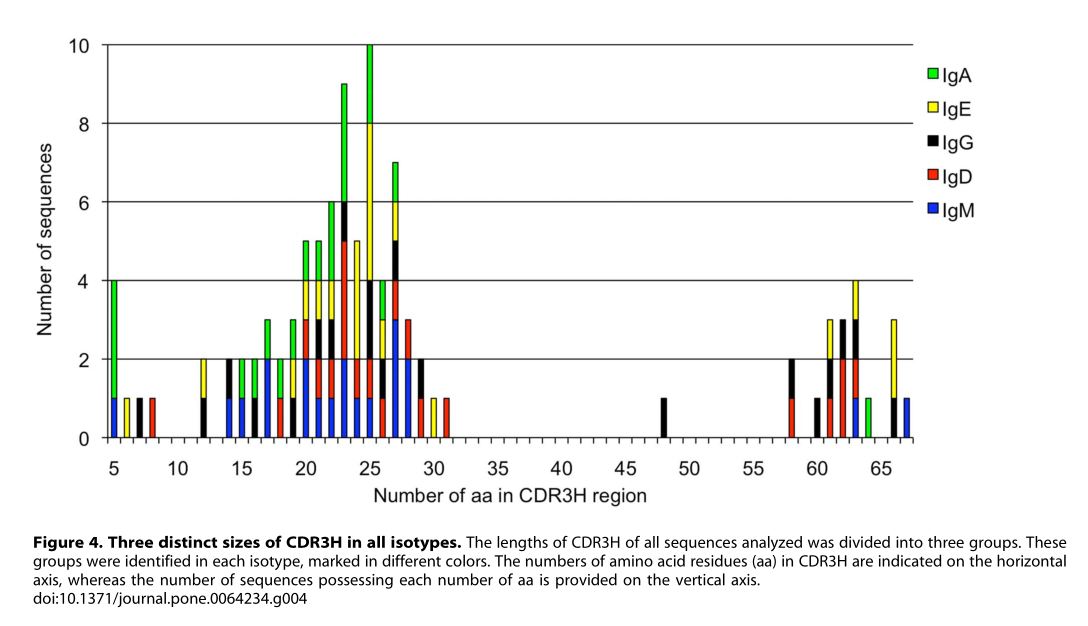 10
8
6
4
2
0
Number of sequences
5 10 15 20 25 30 35 40 45 50 55 60 65
Number of aa in CDR3H region
IgA
IgE
IgG
IgD
IgM
Figure 4. Three distinct sizes of CDR3H in all isotypes. The lengths of CDR3H of all sequences analyzed was divided into three groups. These
groups were identified in each isotype, marked in different colors. The numbers of amino acid residues (aa) in CDR3H are indicated on the horizontal
axis, whereas the number of sequences possessing each number of aa is provided on the vertical axis.
doi:10.1371/journal.pone.0064234.g004